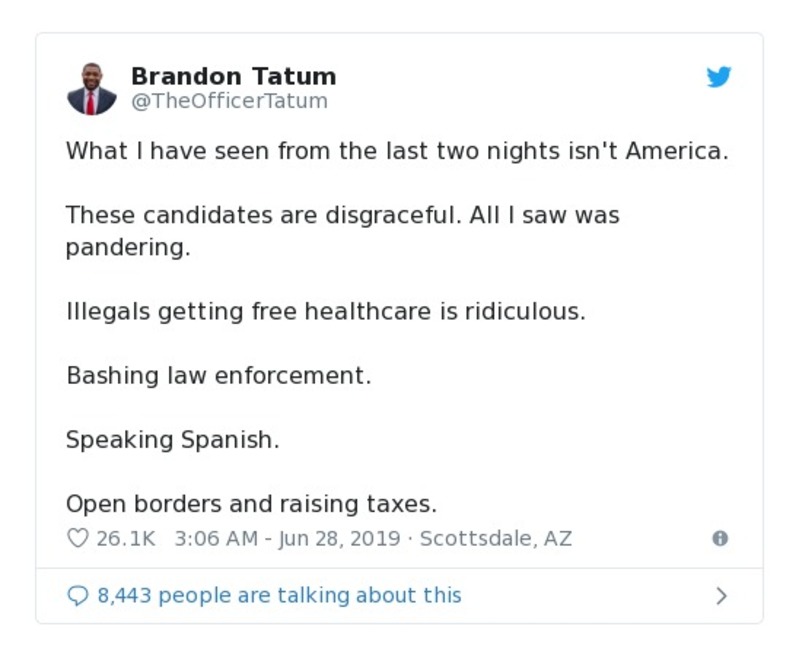 Brandon Tatum
@TheOfficerTatum
What I have seen from the last two nights isn't America.
These candidates are disgraceful. All I saw was
pandering.
Illegals getting free healthcare is ridiculous.
Bashing law enforcement.
Speaking Spanish.
Open borders and raising taxes.
26.1K 3:06 AM - Jun 28, 2019 · Scottsdale, AZ
8,443 people are talking about this